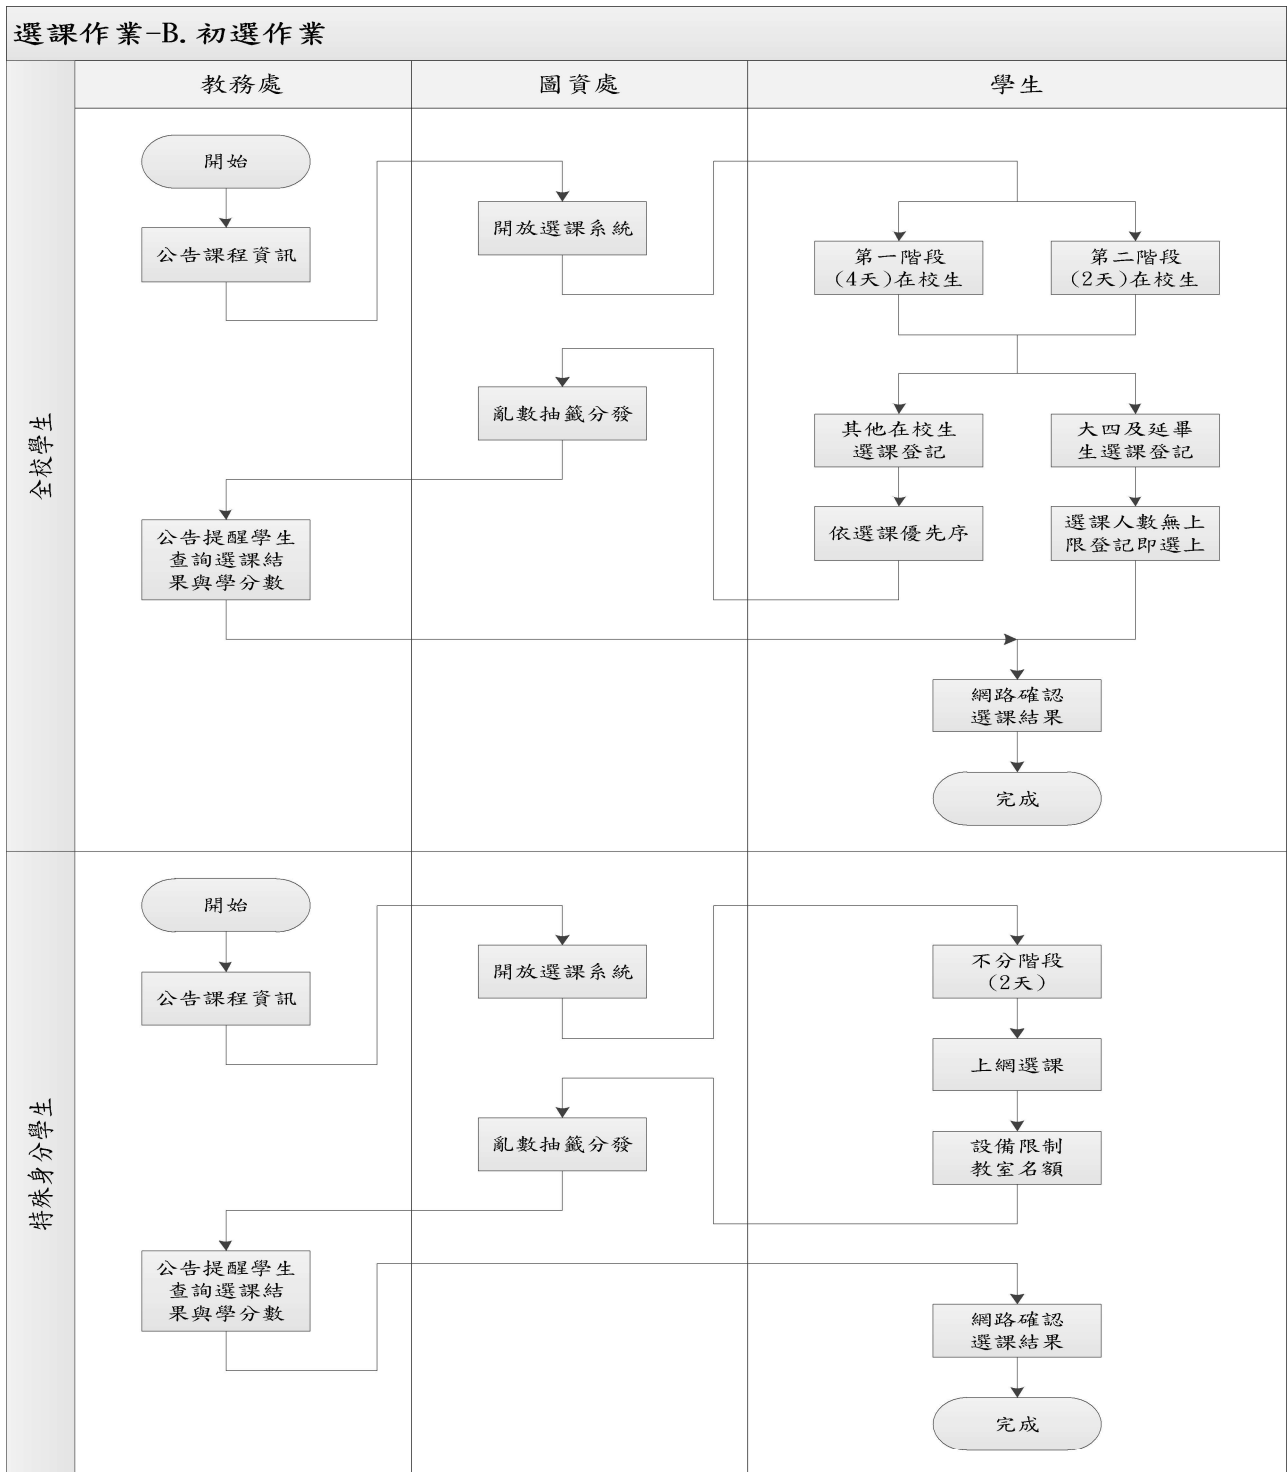 選課作業-B. 初選作業
教務處
圖資處
學生
全校學生
開始
公告課程資訊
開放選課系統
第一階段
(4天)在校生
第二階段
(2天)在校生
亂數抽籤分發
其他在校生
選課登記
大四及延畢
生選課登記
公告提醒學生
查詢選課結
果與學分數
依選課優先序
選課人數無上
限登記即選上
網路確認
選課結果
完成
特殊身分學生
開始
公告課程資訊
開放選課系統
不分階段
(2天)
上網選課
亂數抽籤分發
設備限制
教室名額
公告提醒學生
查詢選課結
果與學分數
網路確認
選課結果
完成